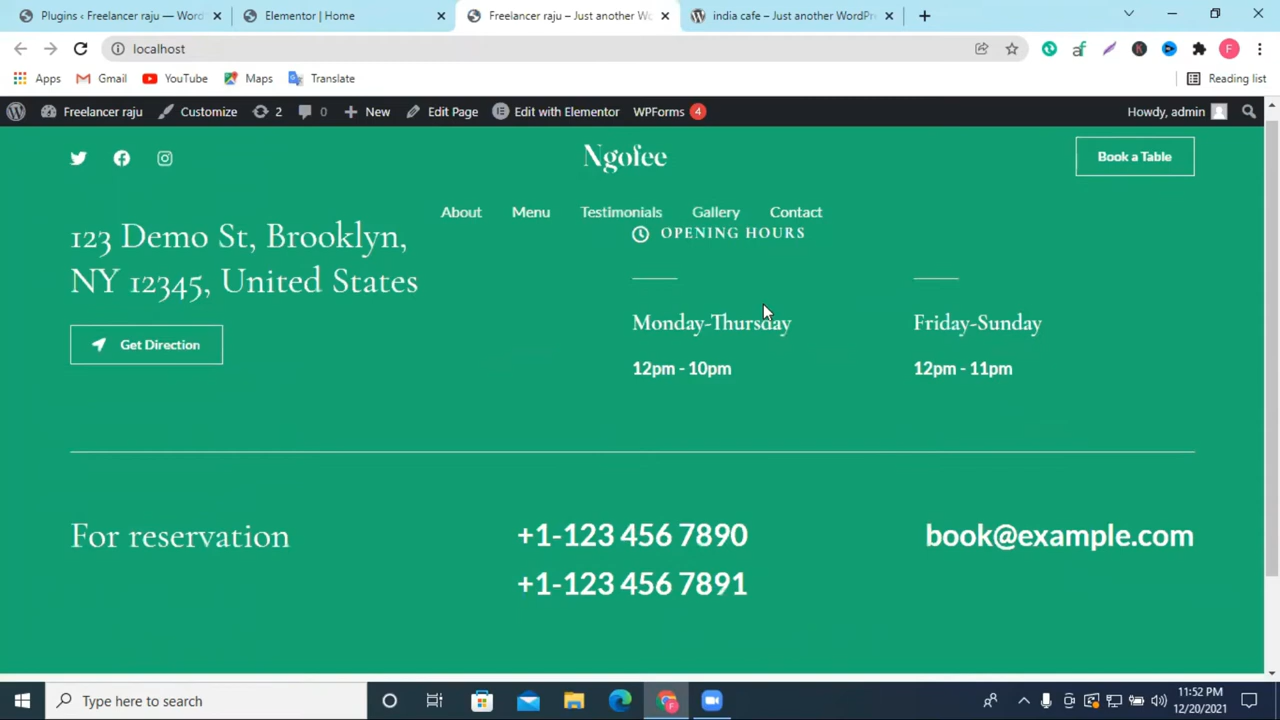 Plugins ‹ Freelancer raju — Word
Elementor | Home
Freelancer raju – Just another Wo
india cafe – Just another WordPre
localhost
F
Apps
Gmail
YouTube
Maps
Translate
Reading list
Freelancer raju
Customize
2
0
New
Edit Page
Edit with Elementor
WPForms
4
Howdy, admin
Ngofee
Book a Table
About
Menu
Testimonials
Gallery
Contact
123 Demo St, Brooklyn,
NY 12345, United States
Get Direction
OPENING HOURS
Monday-Thursday
12pm - 10pm
Friday-Sunday
12pm - 11pm
For reservation
+1-123 456 7890
+1-123 456 7891
book@example.com
Type here to search
11:52 PM
12/20/2021